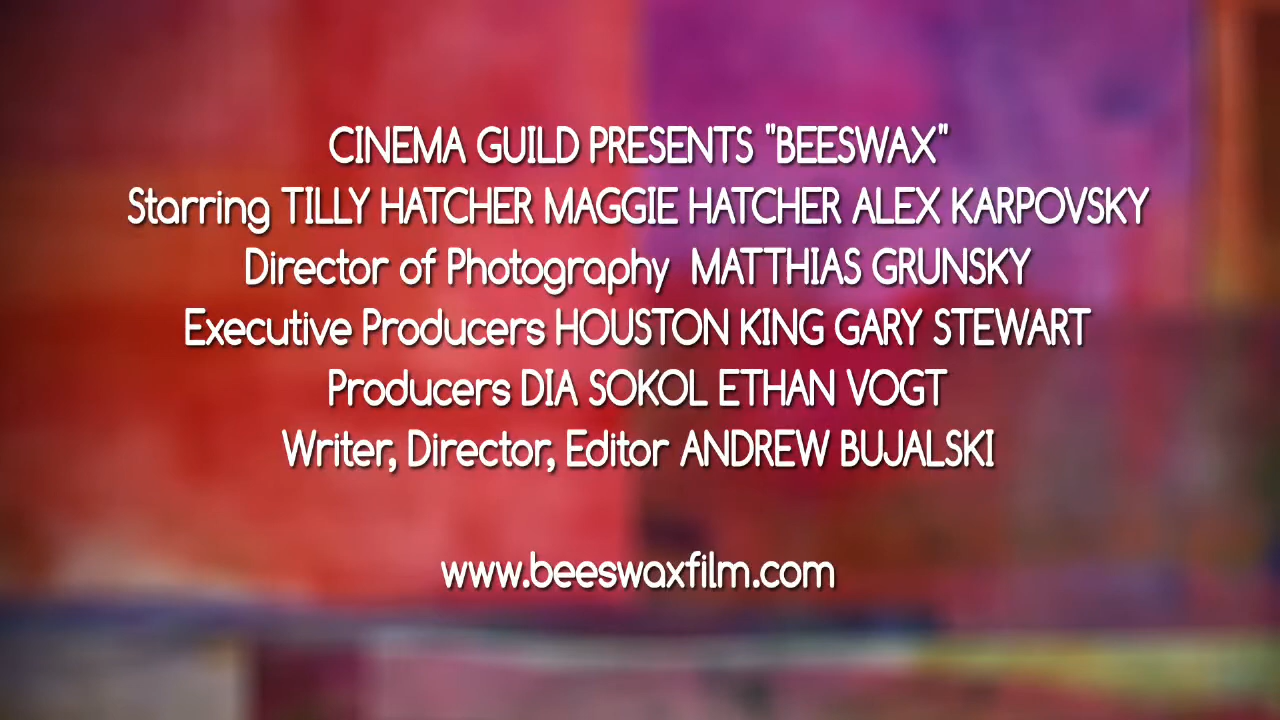 CINEMA GUILD PRESENTS "BEESWAX"
Starring TILLY HATCHER MAGGIE HATCHER ALEX KARPOVSKY
Director of Photography MATTHIAS GRUNSKY
Executive Producers HOUSTON KING GARY STEWART
Producers DIA SOKOL ETHAN VOGT
Writer, Director, Editor ANDREW BUJALSKI
www.beeswaxfilm.com